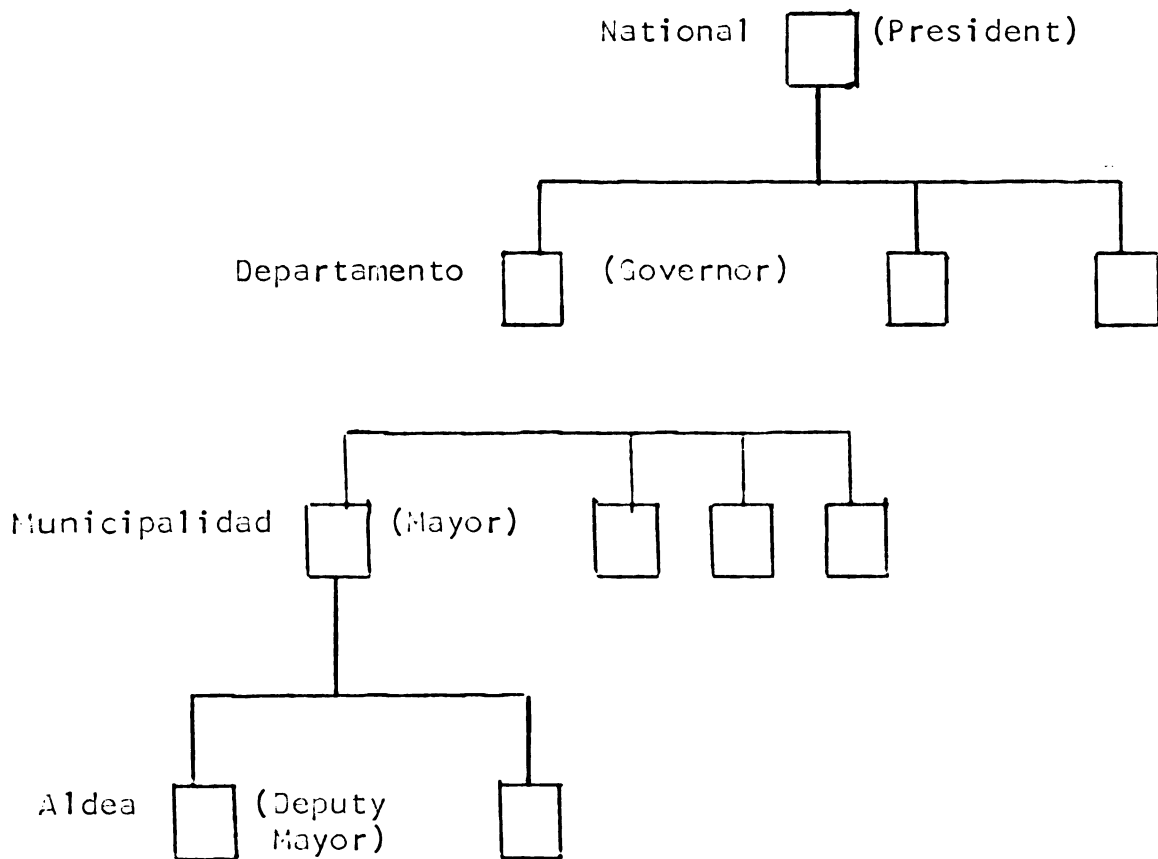 National (President)
Departamento (Governor)
Municipalidad (Mayor)
Aldea (Deputy
Mayor)